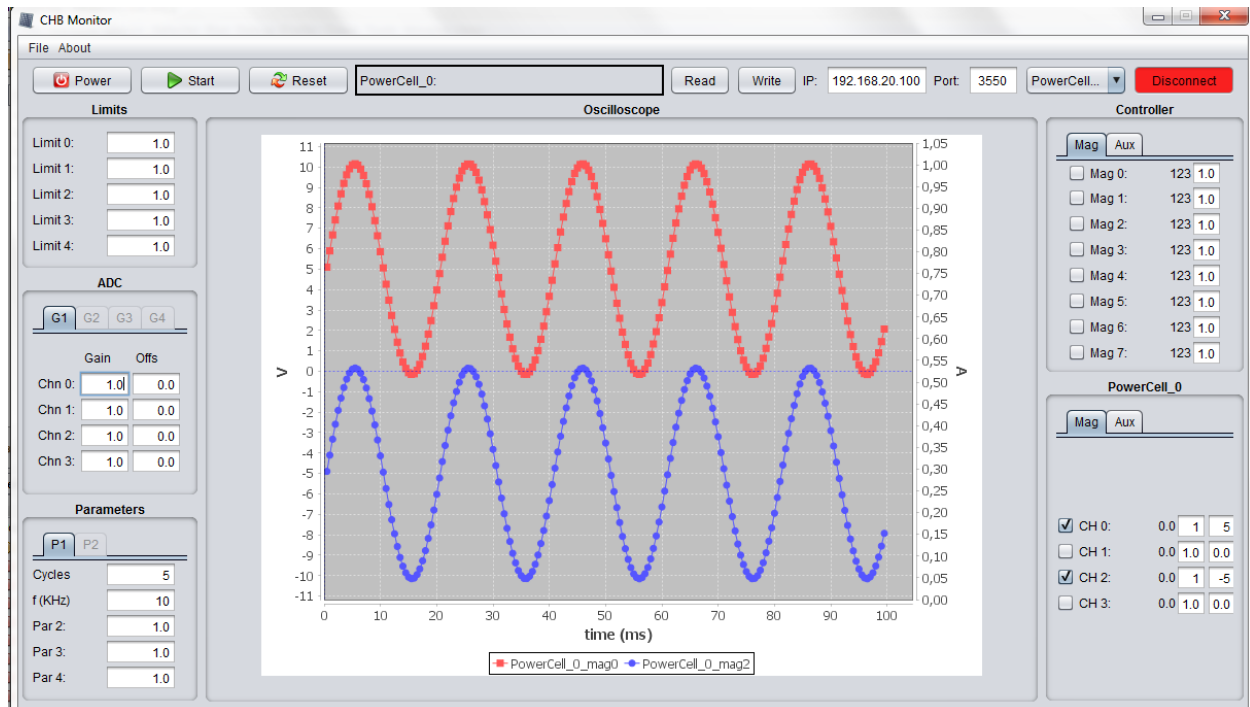 CHB Monitor
File About
Power Start Reset PowerCell_0: Read Write IP: 192.168.20.100 Port: 3550 PowerCell... Disconnect
Limits
Limit 0: 1.0
Limit 1: 1.0
Limit 2: 1.0
Limit 3: 1.0
Limit 4: 1.0
ADC
G1 G2 G3 G4
Gain Offs
Chn 0: 1.0 0.0
Chn 1: 1.0 0.0
Chn 2: 1.0 0.0
Chn 3: 1.0 0.0
Parameters
P1 P2
Cycles 5
f (KHz) 10
Par 2: 1.0
Par 3: 1.0
Par 4: 1.0
Oscilloscope
11
10
9
8
7
6
5
4
3
2
1
0
-1
-2
-3
-4
-5
-6
-7
-8
-9
-10
-11
V
1,05
1,00
0,95
0,90
0,85
0,80
0,75
0,70
0,65
0,60
0,55
0,50
0,45
0,40
0,35
0,30
0,25
0,20
0,15
0,10
0,05
0,00
A
0 10 20 30 40 50 60 70 80 90 100
time (ms)
PowerCell_0_mag0 PowerCell_0_mag2
Controller
Mag Aux
Mag 0: 123 1.0
Mag 1: 123 1.0
Mag 2: 123 1.0
Mag 3: 123 1.0
Mag 4: 123 1.0
Mag 5: 123 1.0
Mag 6: 123 1.0
Mag 7: 123 1.0
PowerCell_0
Mag Aux
CH 0: 0.0 1 5
CH 1: 0.0 1.0 0.0
CH 2: 0.0 1 -5
CH 3: 0.0 1.0 0.0